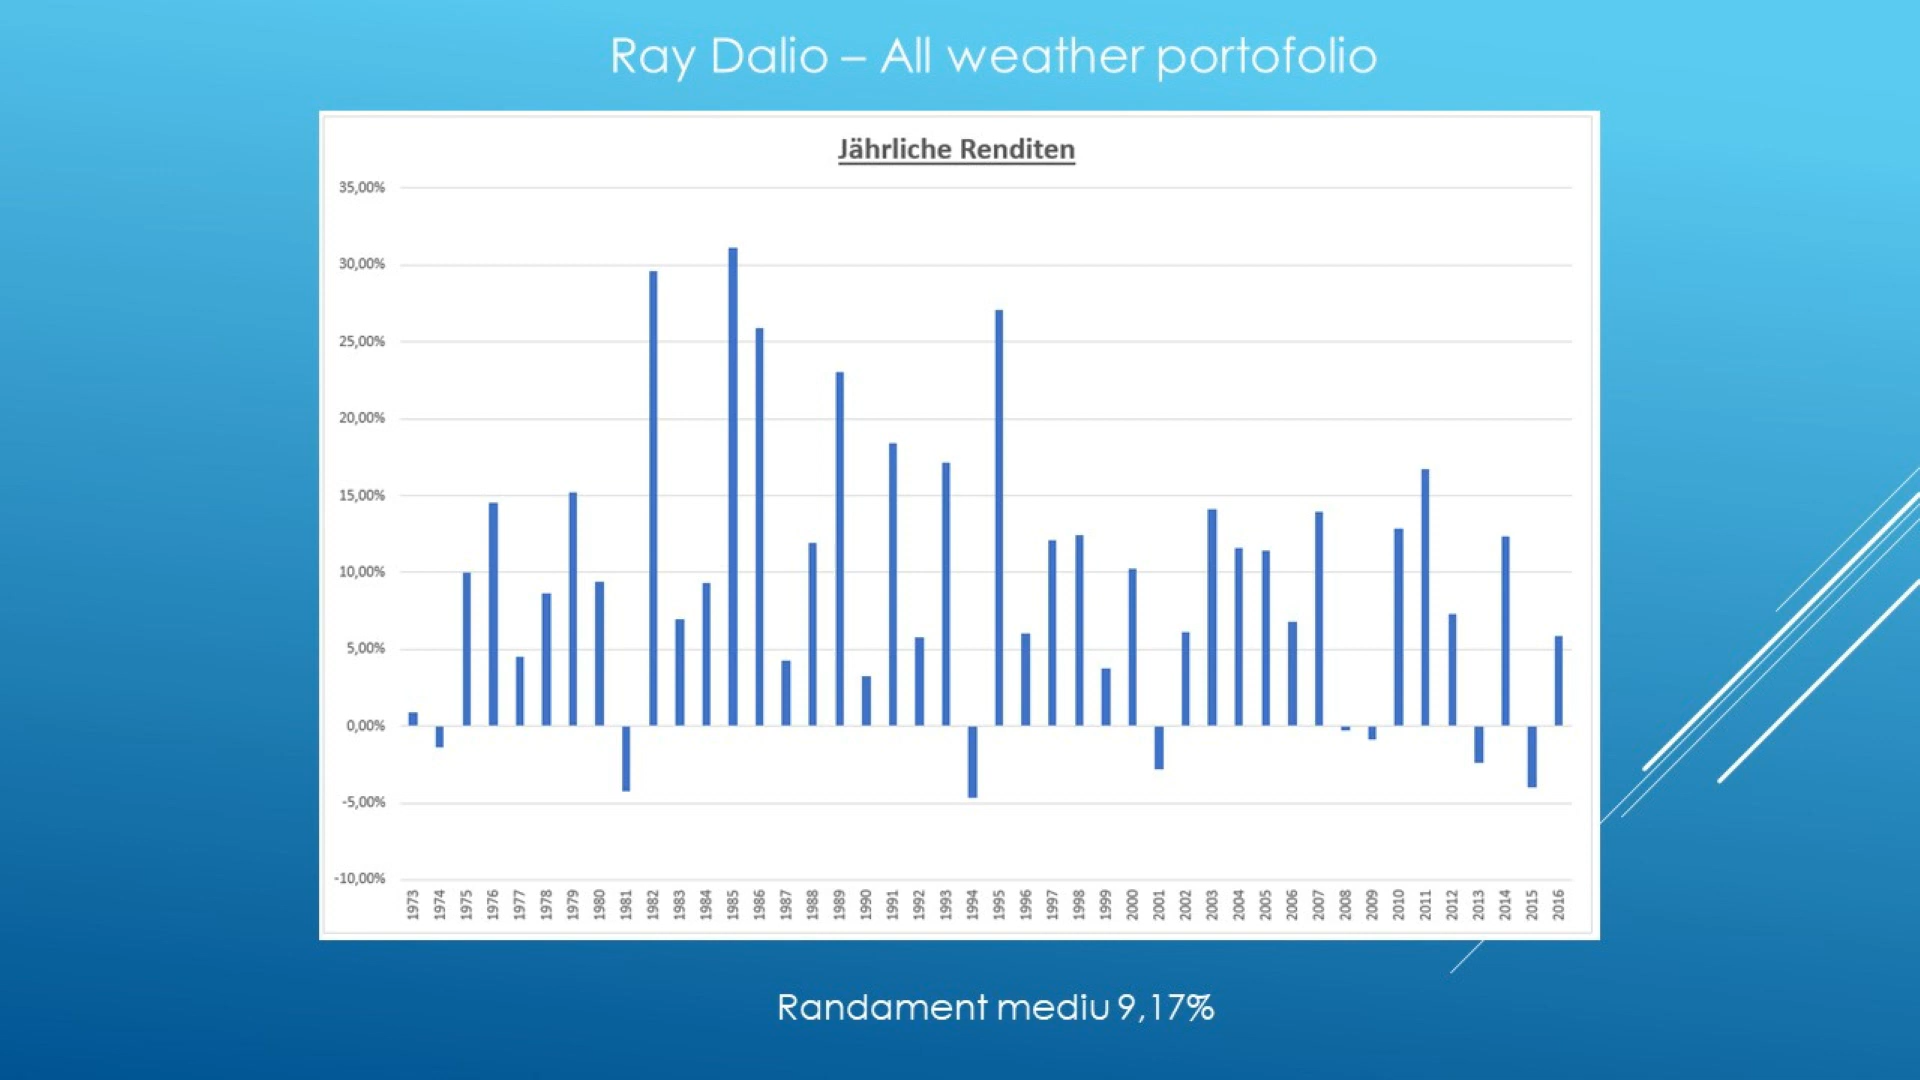 Ray Dalio – All weather portofolio
Jährliche Renditen
35,00%
30,00%
25,00%
20,00%
15,00%
10,00%
5,00%
0,00%
-5,00%
-10,00%
1973 1974 1975 1976 1977 1978 1979 1980 1981 1982 1983 1984 1985 1986 1987 1988 1989 1990 1991 1992 1993 1994 1995 1996 1997 1998 1999 2000 2001 2002 2003 2004 2005 2006 2007 2008 2009 2010 2011 2012 2013 2014 2015 2016
Randament mediu 9,17%